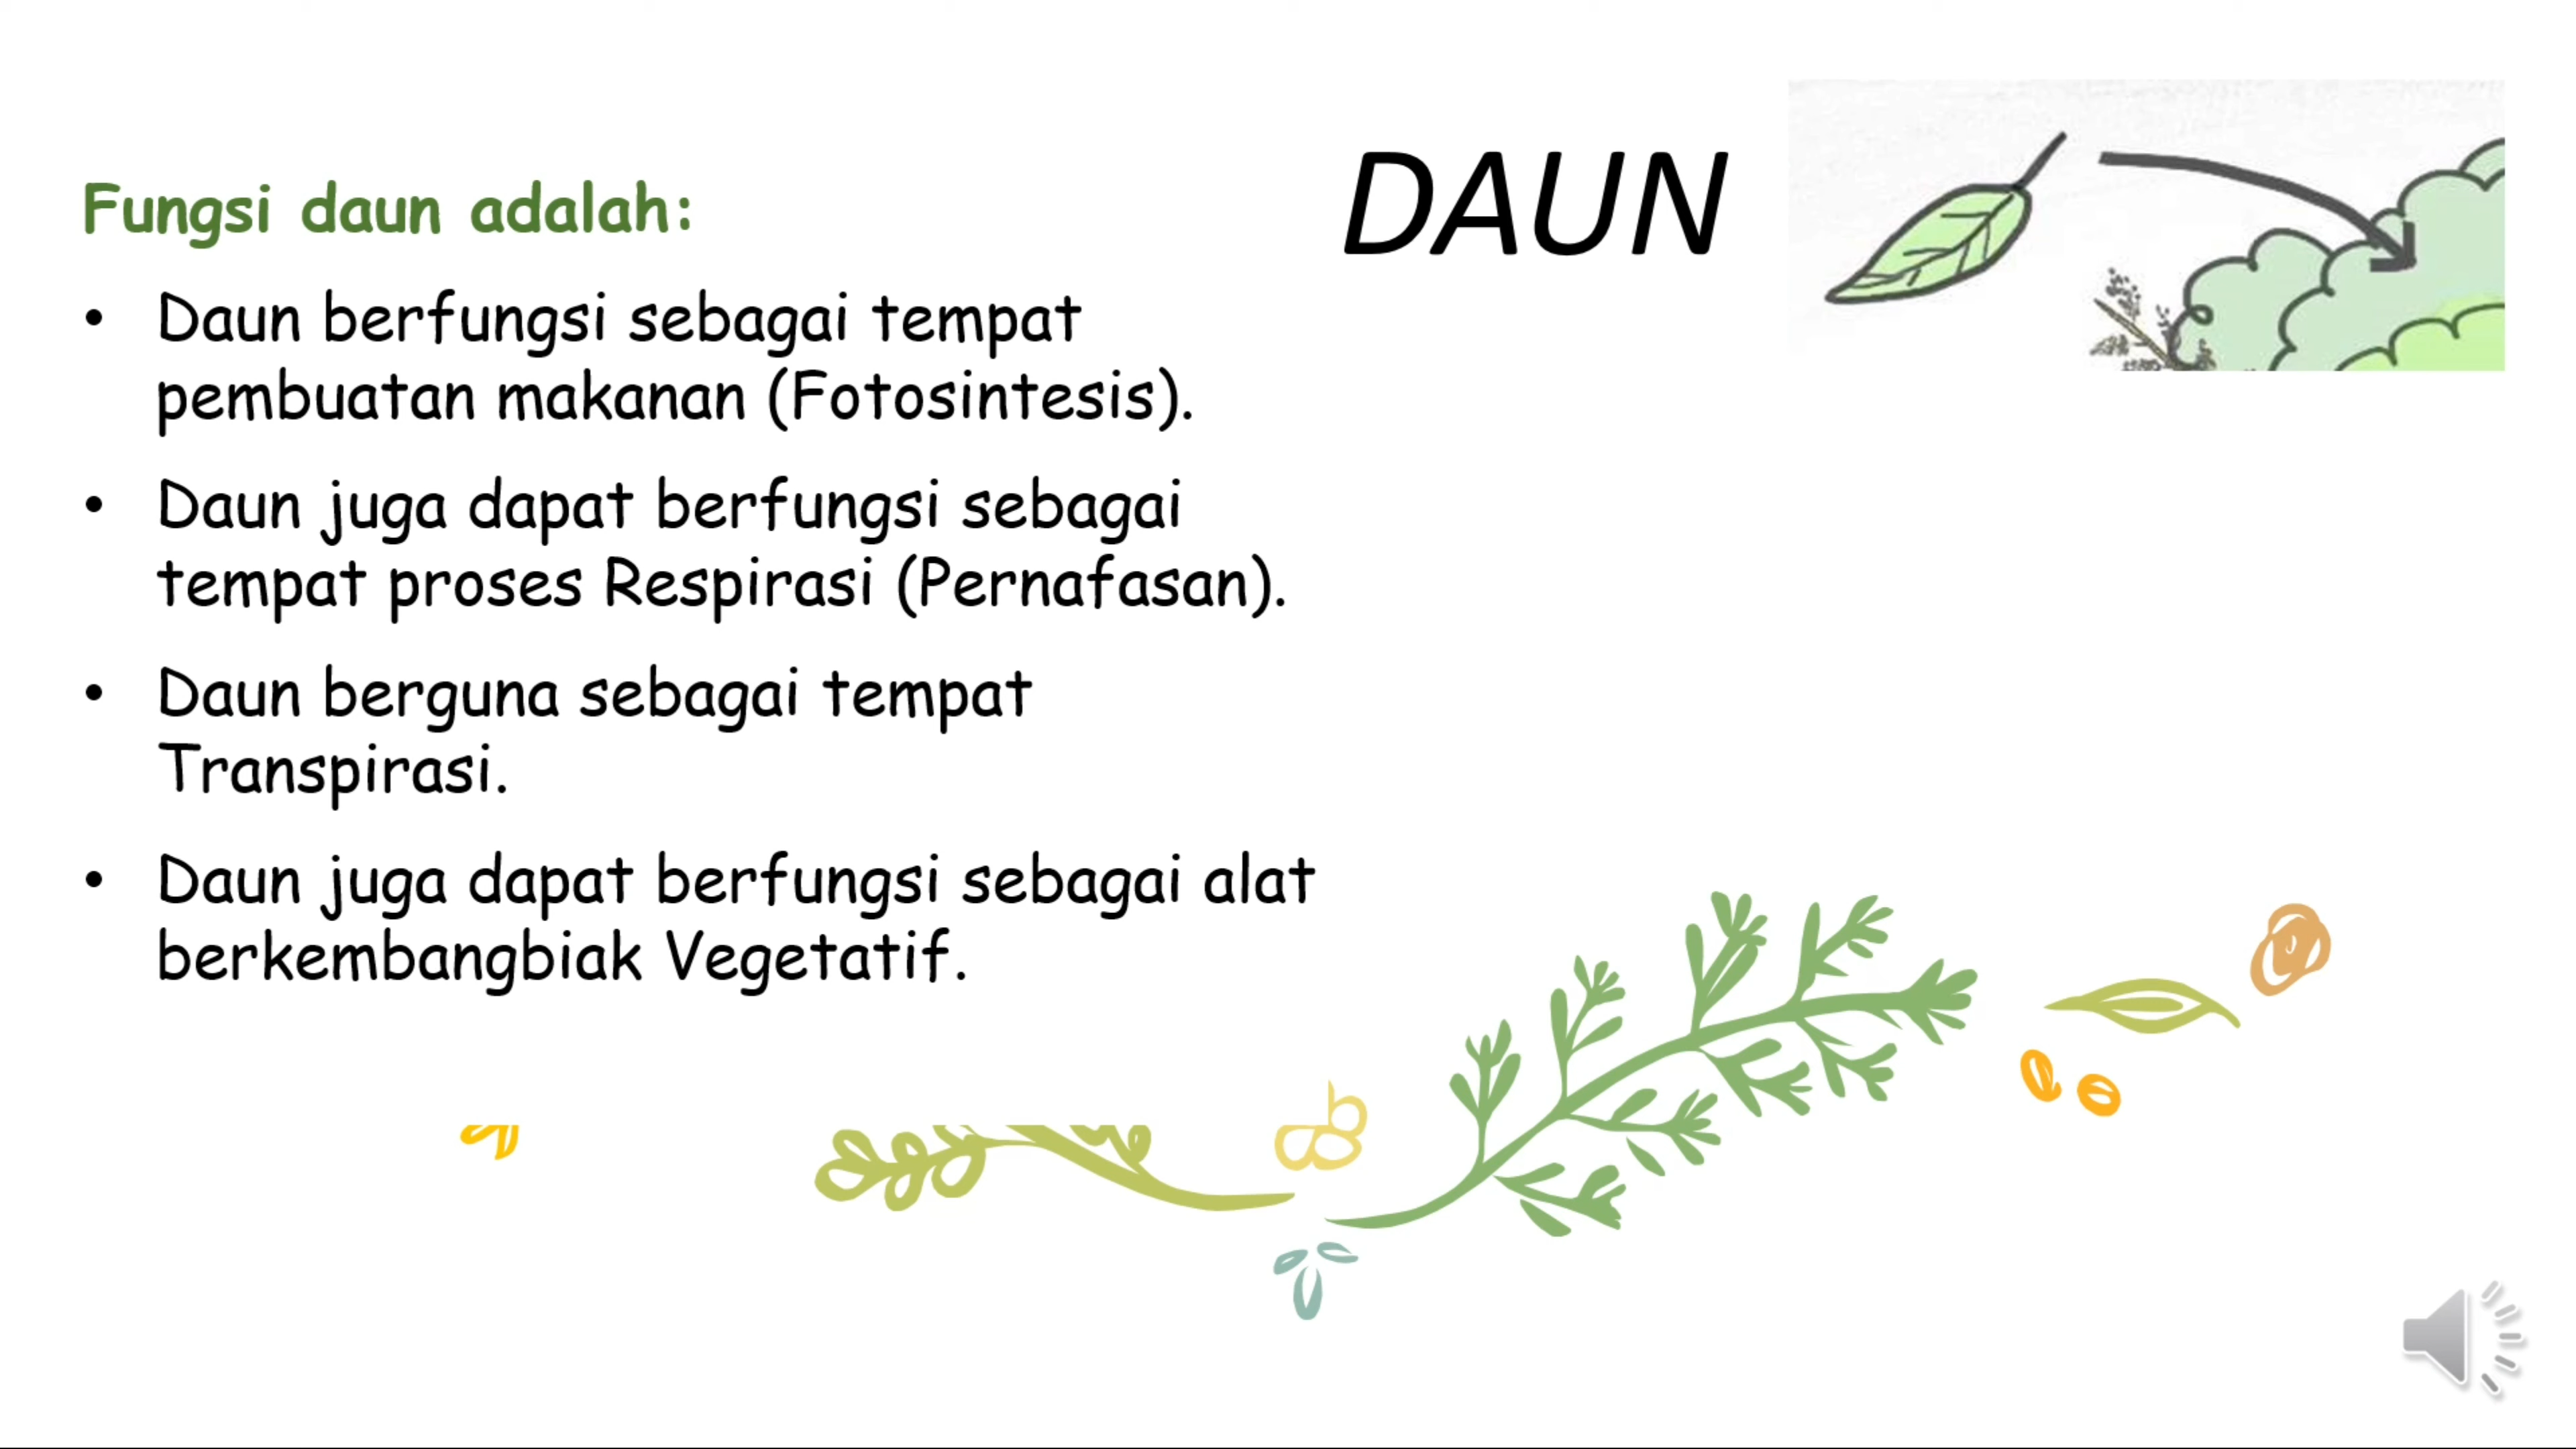 DAUN
Fungsi daun adalah:
• Daun berfungsi sebagai tempat
pembuatan makanan (Fotosintesis).
• Daun juga dapat berfungsi sebagai
tempat proses Respirasi (Pernafasan).
• Daun berguna sebagai tempat
Transpirasi.
• Daun juga dapat berfungsi sebagai alat
berkembangbiak Vegetatif.